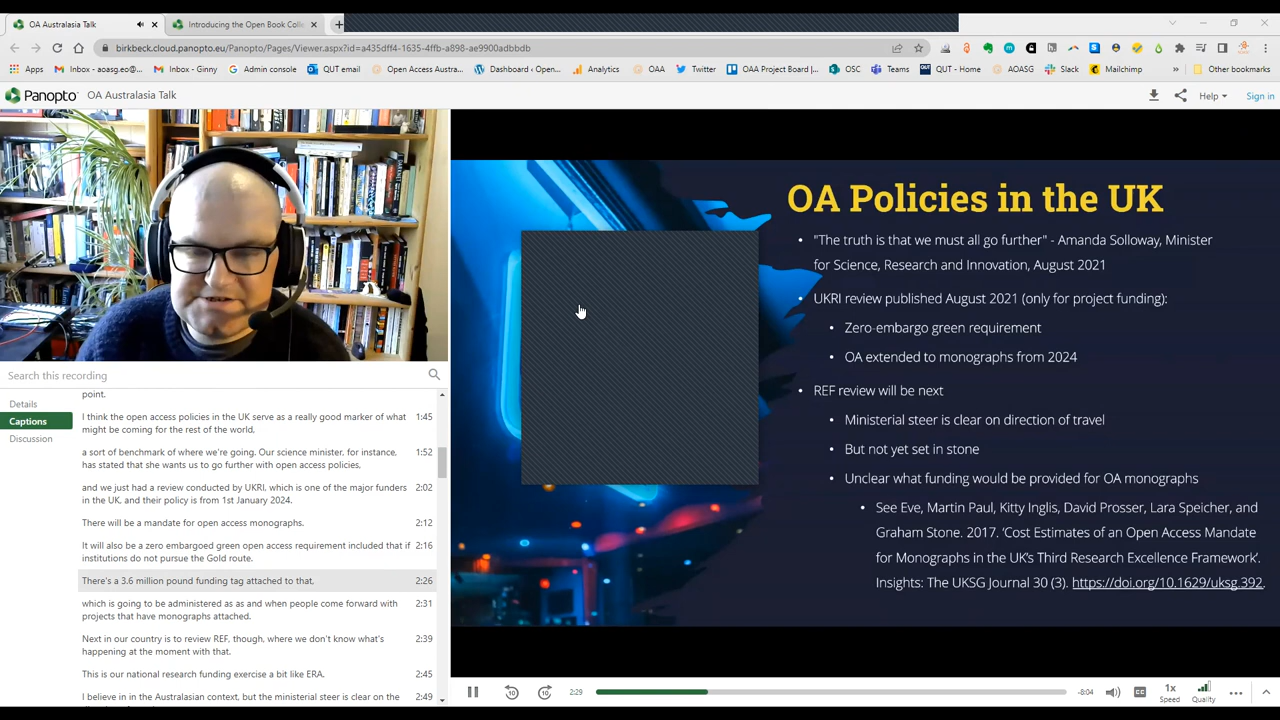 OA Australasia Talk
Introducing the Open Book Colle
birkbeck.cloud.panopto.eu/Panopto/Pages/Viewer.aspx?id=a435dff4-1635-4ffb-a898-ae9900adbbdb
Apps
Inbox - aoasg.eo@...
Inbox - Ginny
Admin console
QUT email
Open Access Austra...
Dashboard ‹ Open...
Analytics
OAA
Twitter
OAA Project Board |...
OSC
Teams
QUT - Home
AOASG
Slack
Mailchimp
»
Other bookmarks
Panopto
OA Australasia Talk
Help
Sign in
Search this recording
Details
Captions
Discussion
point.
I think the open access policies in the UK serve as a really good marker of what 1:45
might be coming for the rest of the world,
a sort of benchmark of where we're going. Our science minister, for instance, 1:52
has stated that she wants us to go further with open access policies,
and we just had a review conducted by UKRI, which is one of the major funders 2:02
in the UK, and their policy is from 1st January 2024.
There will be a mandate for open access monographs. 2:12
It will also be a zero embargoed green open access requirement included that if 2:16
institutions do not pursue the Gold route.
There's a 3.6 million pound funding tag attached to that, 2:26
which is going to be administered as as and when people come forward with 2:31
projects that have monographs attached.
Next in our country is to review REF, though, where we don't know what's 2:39
happening at the moment with that.
This is our national research funding exercise a bit like ERA. 2:45
I believe in in the Australasian context, but the ministerial steer is clear on the 2:49
OA Policies in the UK
• "The truth is that we must all go further" - Amanda Solloway, Minister
for Science, Research and Innovation, August 2021
• UKRI review published August 2021 (only for project funding):
• Zero-embargo green requirement
• OA extended to monographs from 2024
• REF review will be next
• Ministerial steer is clear on direction of travel
• But not yet set in stone
• Unclear what funding would be provided for OA monographs
• See Eve, Martin Paul, Kitty Inglis, David Prosser, Lara Speicher, and
Graham Stone. 2017. 'Cost Estimates of an Open Access Mandate
for Monographs in the UK's Third Research Excellence Framework'.
Insights: The UKSG Journal 30 (3). https://doi.org/10.1629/uksg.392.
10
10
2:29
-8:04
1x
Speed
Quality
CC